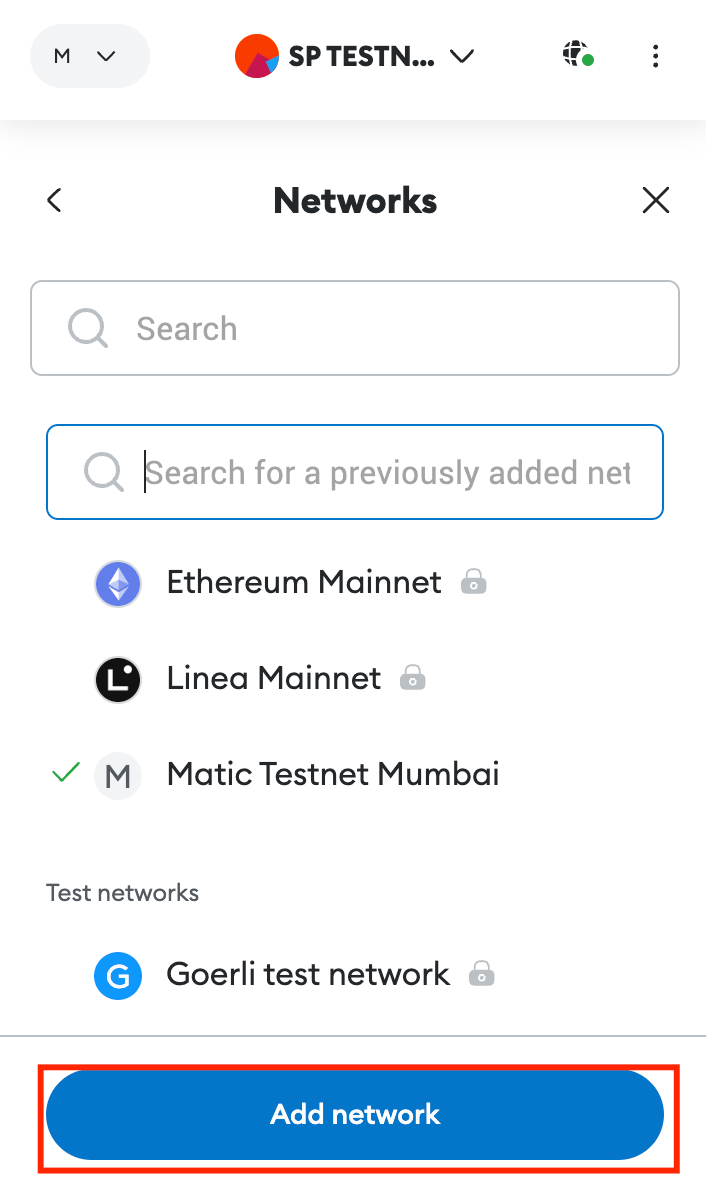 M
SP TESTN...
Networks
Search
Search for a previously added net
Ethereum Mainnet
L
Linea Mainnet
M
Matic Testnet Mumbai
Test networks
G
Goerli test network
Add network